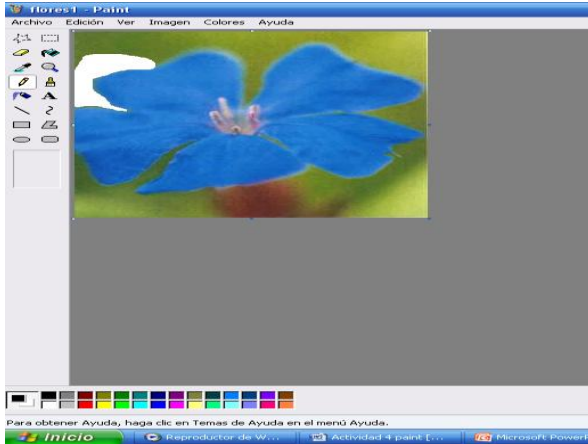 flores1 - Paint
Archivo Edición Ver Imagen Colores Ayuda
A
Para obtener Ayuda, haga clic en Temas de Ayuda en el menú Ayuda.
Inicio
Reproductor de W...
Actividad 4 paint [...
Microsoft Power